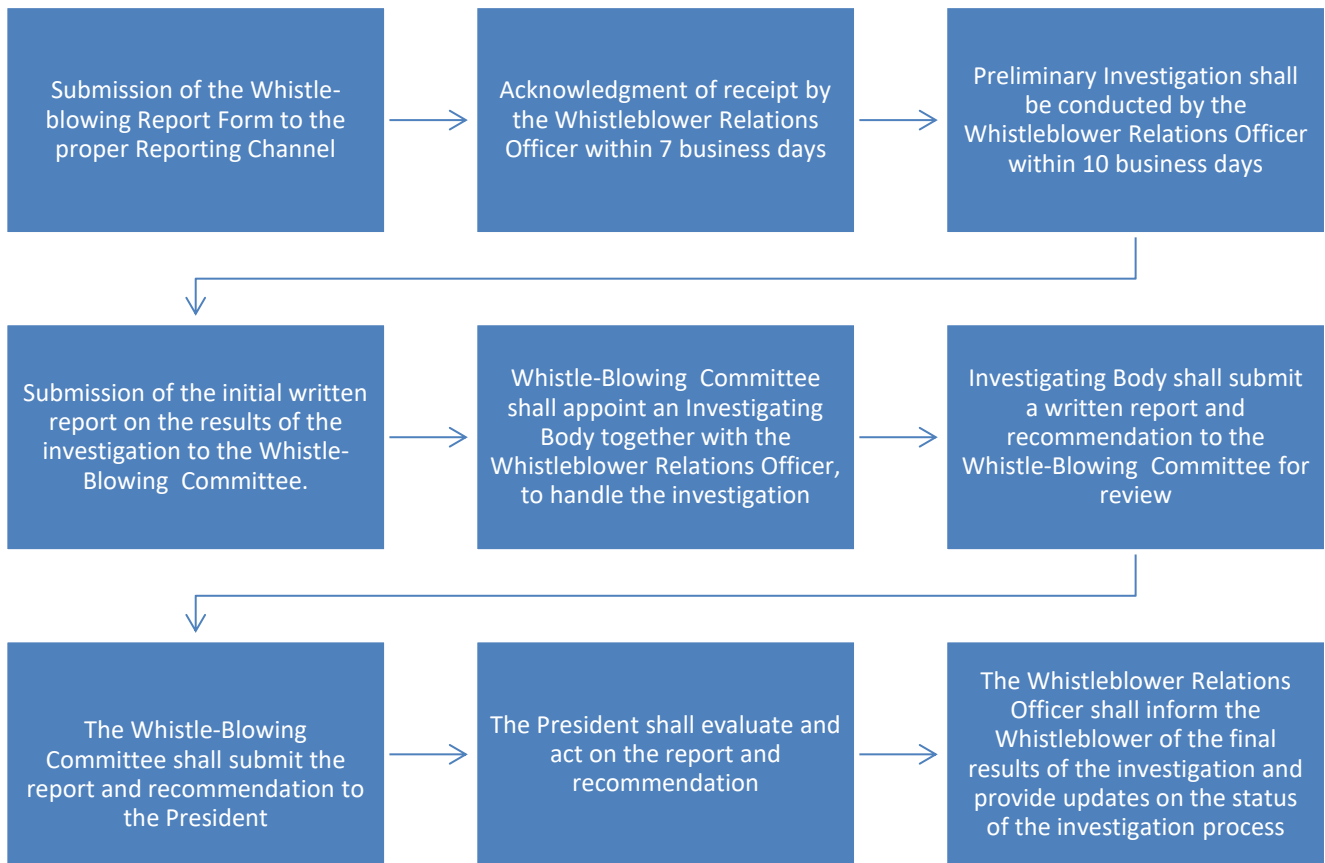 Submission of the Whistle-
blowing Report Form to the
proper Reporting Channel
Acknowledgment of receipt by
the Whistleblower Relations
Officer within 7 business days
Preliminary Investigation shall
be conducted by the
Whistleblower Relations Officer
within 10 business days
Submission of the initial written
report on the results of the
investigation to the Whistle-
Blowing Committee.
Whistle-Blowing Committee
shall appoint an Investigating
Body together with the
Whistleblower Relations Officer,
to handle the investigation
Investigating Body shall submit
a written report and
recommendation to the
Whistle-Blowing Committee for
review
The Whistle-Blowing
Committee shall submit the
report and recommendation to
the President
The President shall evaluate and
act on the report and
recommendation
The Whistleblower Relations
Officer shall inform the
Whistleblower of the final
results of the investigation and
provide updates on the status
of the investigation process